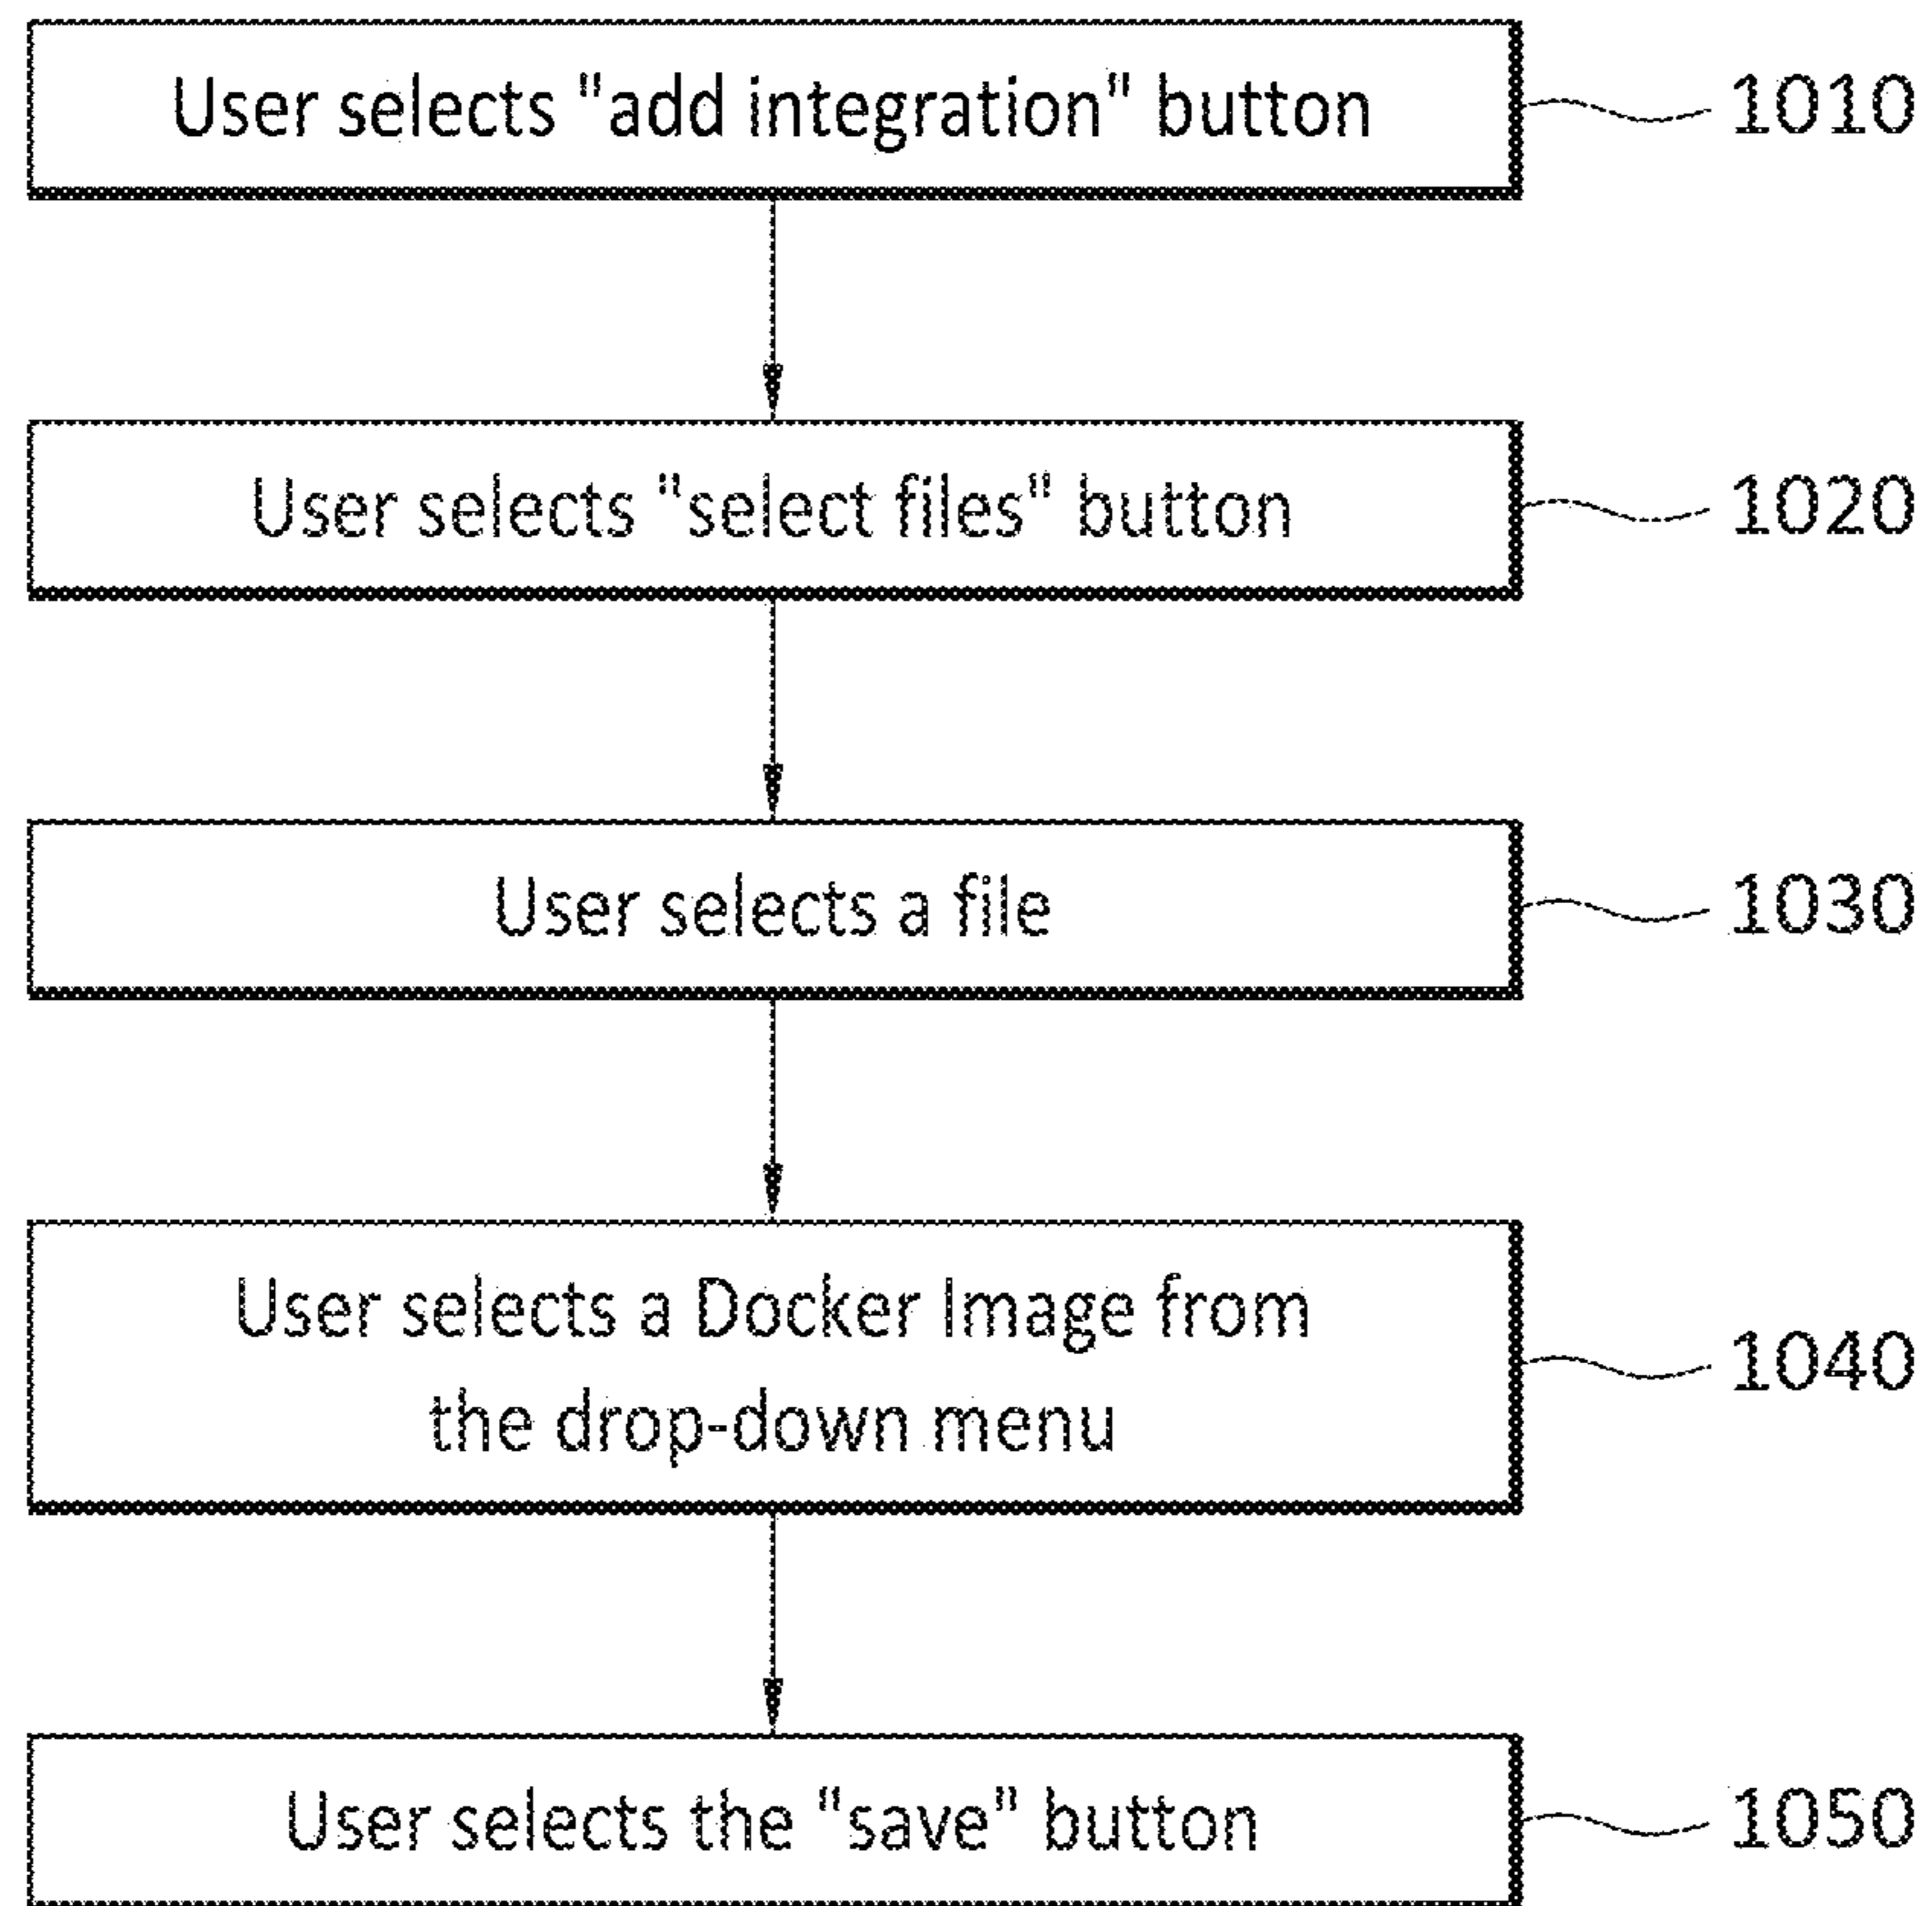 User selects "add integration" button
1010
User selects "select files" button
1020
User selects a file
1030
User selects a Docker Image from
the drop-down menu
1040
User selects the "save" button
1050